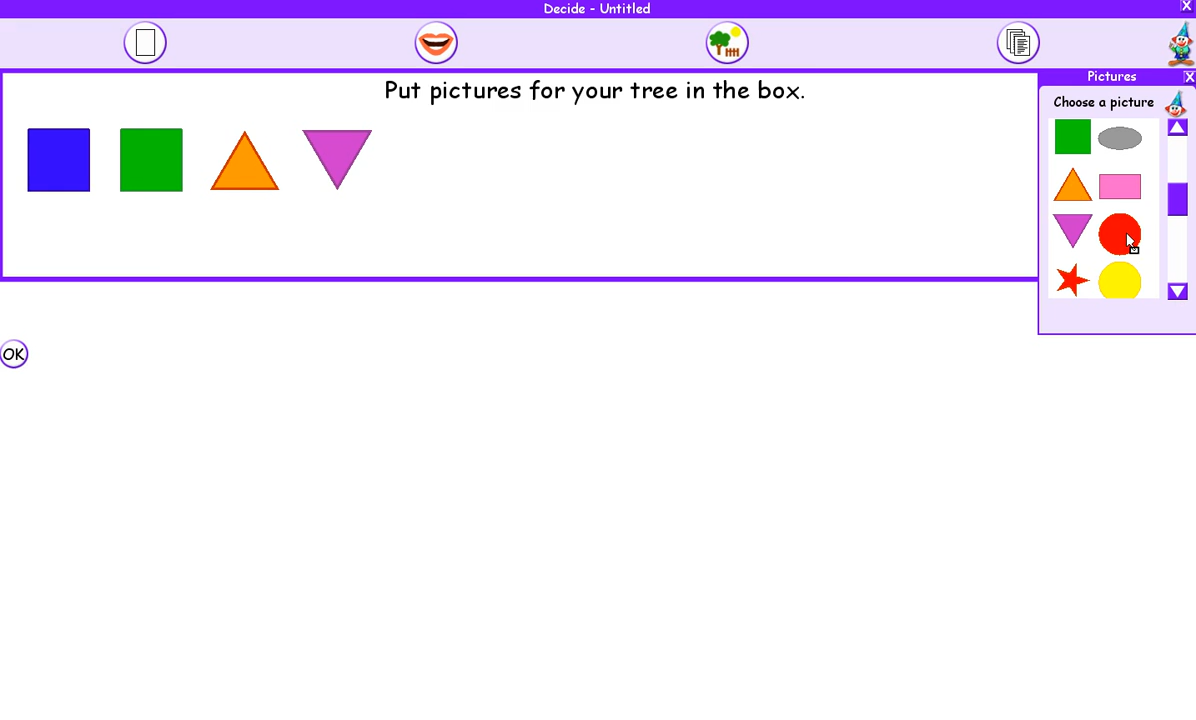 Decide - Untitled
X
Pictures
X
Put pictures for your tree in the box.
Choose a picture
OK